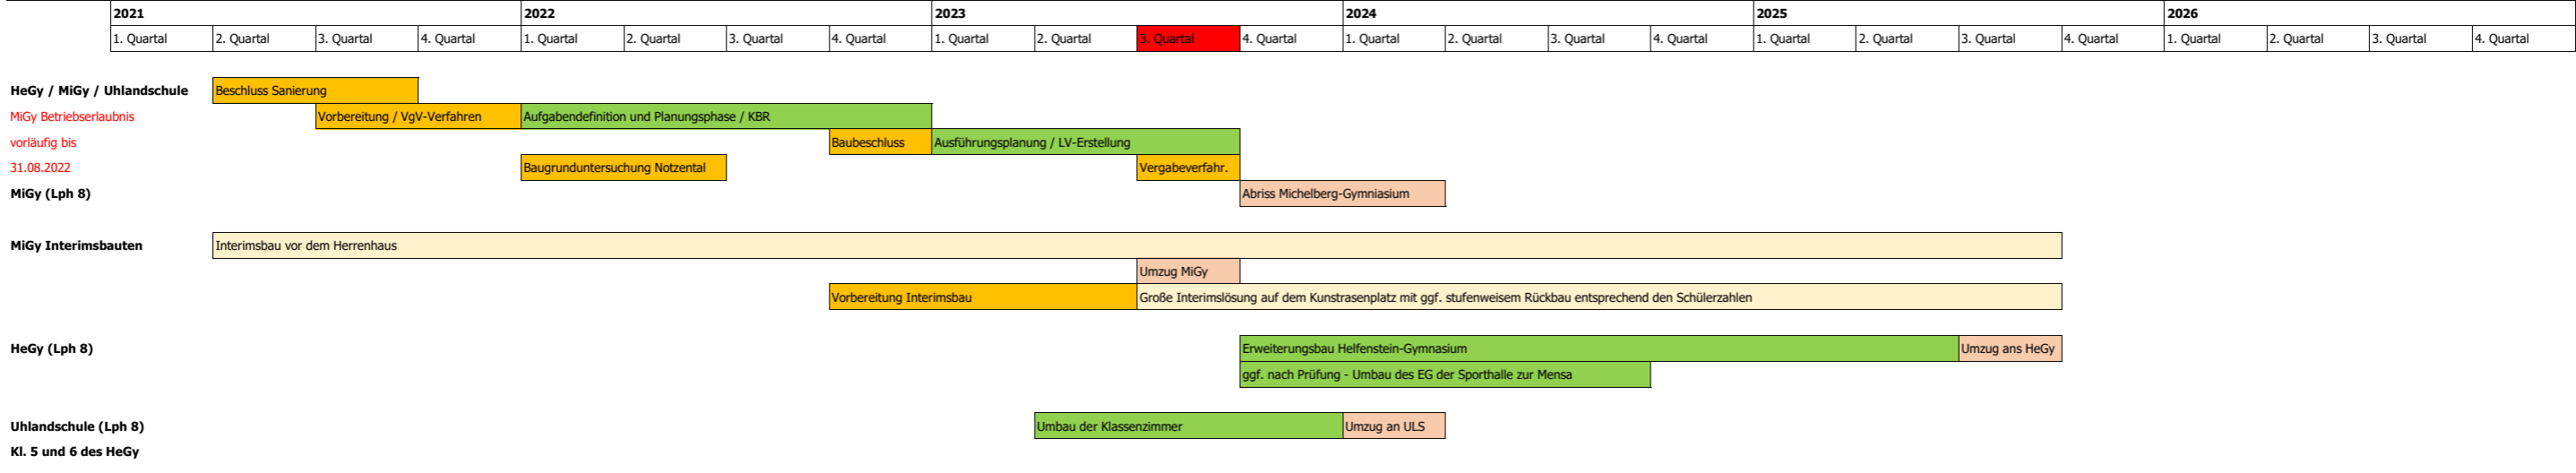 2021 2022 2023 2024 2025 2026
1. Quartal 2. Quartal 3. Quartal 4. Quartal 1. Quartal 2. Quartal 3. Quartal 4. Quartal 1. Quartal 2. Quartal 3. Quartal 4. Quartal 1. Quartal 2. Quartal 3. Quartal 4. Quartal 1. Quartal 2. Quartal 3. Quartal 4. Quartal 1. Quartal 2. Quartal 3. Quartal 4. Quartal
HeGy / MiGy / Uhlandschule Beschluss Sanierung
MiGy Betriebserlaubnis Vorbereitung / VgV-Verfahren Aufgabendefinition und Planungsphase / KBR
vorläufig bis Baubeschluss Ausführungsplanung / LV-Erstellung
31.08.2022 Baugrunduntersuchung Notzental Vergabeverfahr.
MiGy (Lph 8) Abriss Michelberg-Gymniasium
MiGy Interimsbauten Interimsbau vor dem Herrenhaus
Umzug MiGy
Vorbereitung Interimsbau Große Interimslösung auf dem Kunstrasenplatz mit ggf. stufenweisem Rückbau entsprechend den Schülerzahlen
HeGy (Lph 8) Erweiterungsbau Helfenstein-Gymnasium Umzug ans HeGy
ggf. nach Prüfung - Umbau des EG der Sporthalle zur Mensa
Uhlandschule (Lph 8) Umbau der Klassenzimmer Umzug an ULS
Kl. 5 und 6 des HeGy